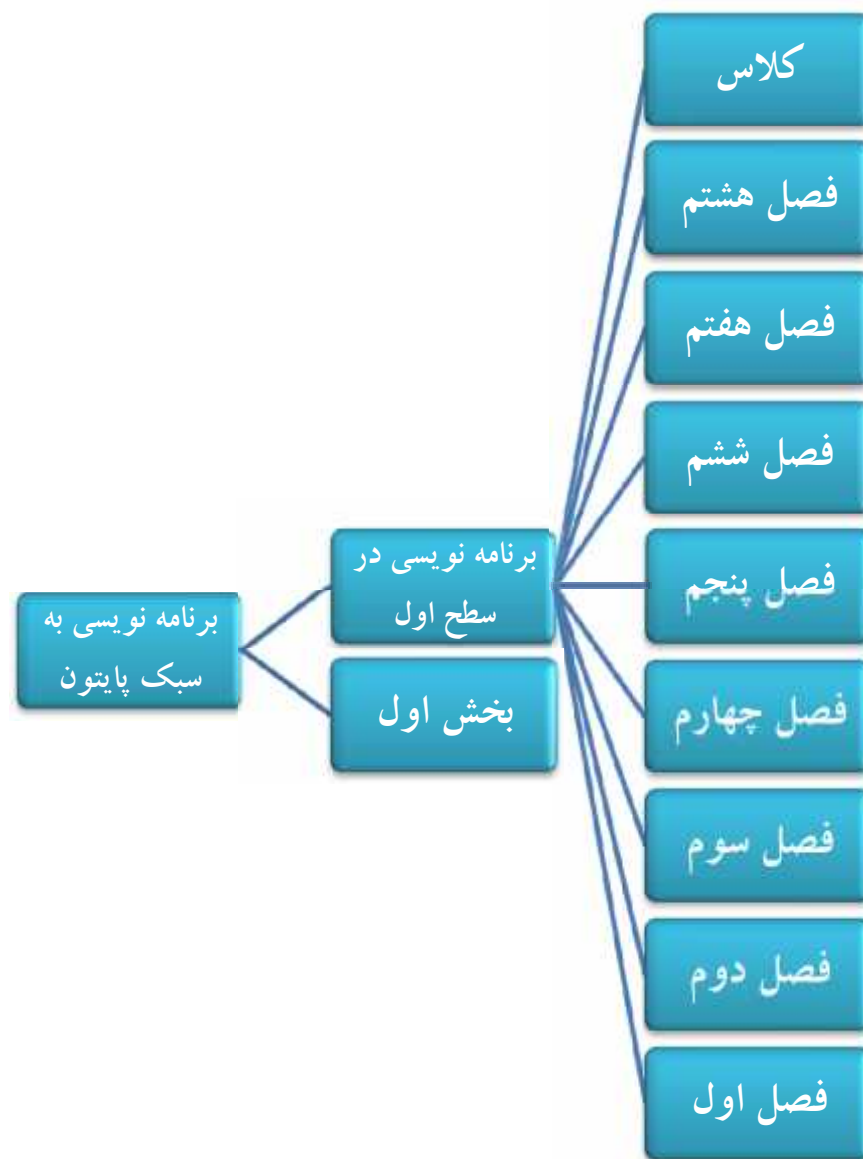 کلاس
فصل هشتم
فصل هفتم
فصل ششم
برنامه نویسی در
سطح اول
فصل پنجم
برنامه نویسی به
سبک پایتون
بخش اول
فصل چهارم
فصل سوم
فصل دوم
فصل اول